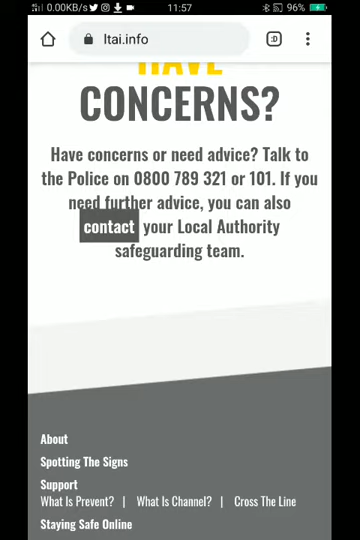 0.00KB/s 11:57 96%
ltai.info :D
HAVE
CONCERNS?
Have concerns or need advice? Talk to
the Police on 0800 789 321 or 101. If you
need further advice, you can also
contact your Local Authority
safeguarding team.
About
Spotting The Signs
Support
What Is Prevent? | What Is Channel? | Cross The Line
Staying Safe Online